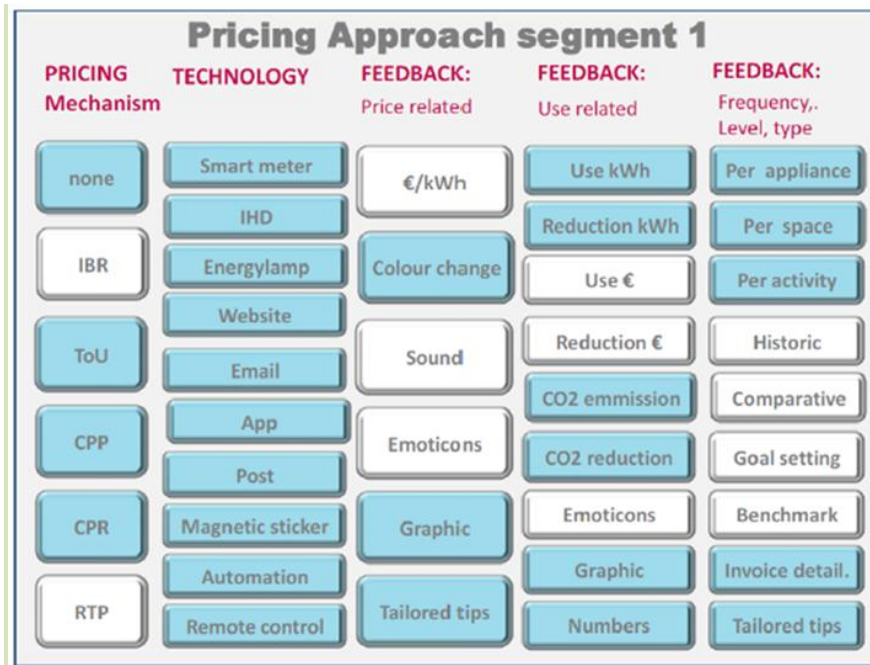 Pricing Approach segment 1
PRICING
Mechanism
none
IBR
ToU
CPP
CPR
RTP
TECHNOLOGY
Smart meter
IHD
Energylamp
Website
Email
App
Post
Magnetic sticker
Automation
Remote control
FEEDBACK:
Price related
€/kWh
Colour change
Sound
Emoticons
Graphic
Tailored tips
FEEDBACK:
Use related
Use kWh
Reduction kWh
Use €
Reduction €
CO2 emmission
CO2 reduction
Emoticons
Graphic
Numbers
FEEDBACK:
Frequency,.
Level, type
Per appliance
Per space
Per activity
Historic
Comparative
Goal setting
Benchmark
Invoice detail.
Tailored tips